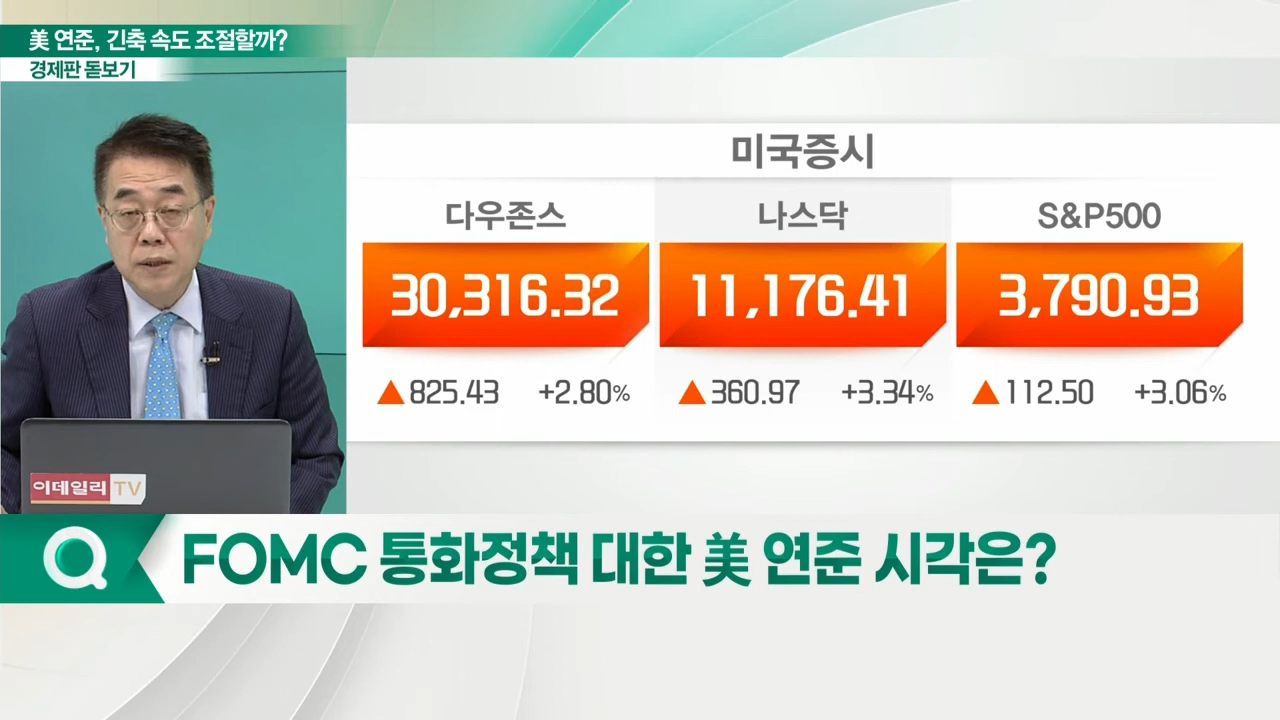 美 연준, 긴축 속도 조절할까?
경제판 돋보기
미국증시
다우존스 나스닥 S&P500
30,316.32 11,176.41 3,790.93
▲825.43 +2.80% ▲360.97 +3.34% ▲112.50 +3.06%
이데일리 TV
Q FOMC 통화정책 대한 美 연준 시각은?